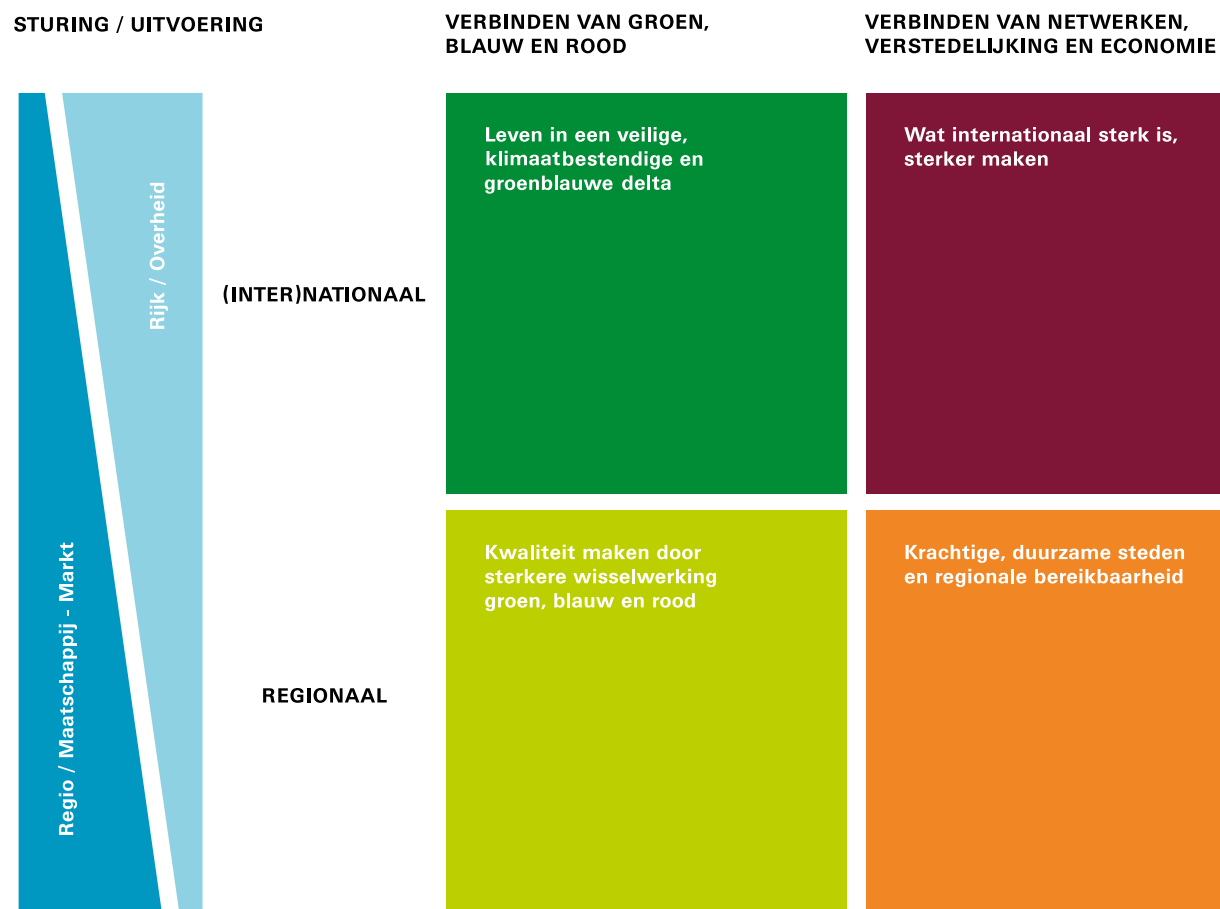 STURING / UITVOERING
VERBINDEN VAN GROEN,
BLAUW EN ROOD
VERBINDEN VAN NETWERKEN,
VERSTEDELIJKING EN ECONOMIE
Rijk / Overheid
Regio / Maatschappij - Markt
(INTER)NATIONAAL
Leven in een veilige,
klimaatbestendige en
groenblauwe delta
Wat internationaal sterk is,
sterker maken
REGIONAAL
Kwaliteit maken door
sterkere wisselwerking
groen, blauw en rood
Krachtige, duurzame steden
en regionale bereikbaarheid